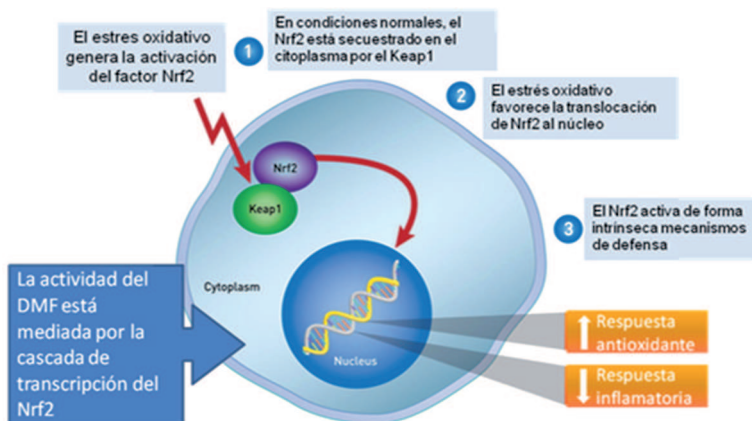 El estres oxidativo
genera la activación
del factor Nrf2
1
En condiciones normales, el
Nrf2 está secuestrado en el
citoplasma por el Keap1
2
El estrés oxidativo
favorece la translocación
de Nrf2 al núcleo
Nrf2
Keap1
3
El Nrf2 activa de forma
intrínseca mecanismos
de defensa
La actividad del
DMF está
mediada por la
cascada de
transcripción del
Nrf2
Cytoplasm
Nucleus
Respuesta
antioxidante
Respuesta
inflamatoria